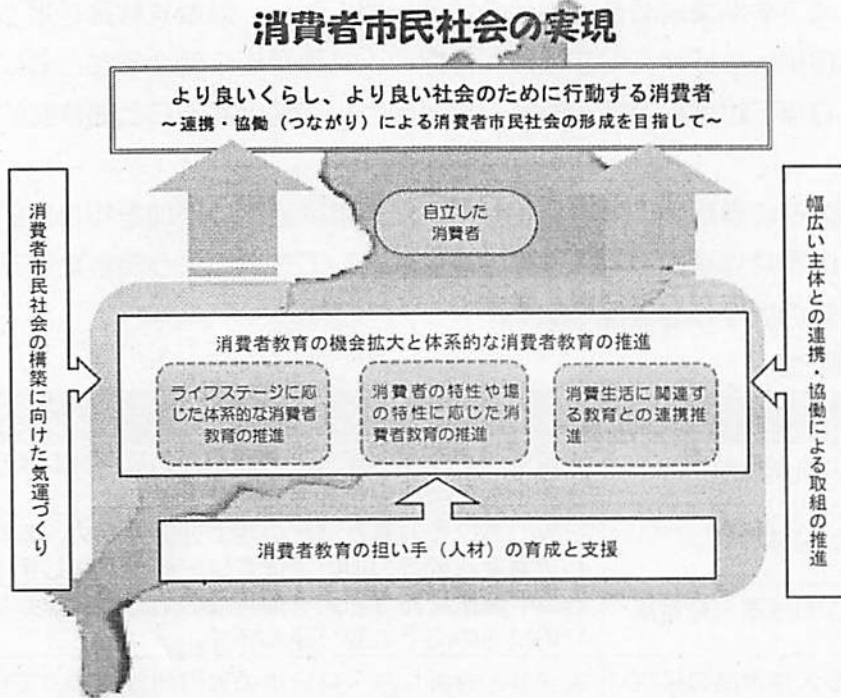 消費者市民社会の実現
より良いくらし、より良い社会のために行動する消費者
～連携・協働（つながり）による消費者市民社会の形成を目指して～
自立した
消費者
消費者市民社会の構築に向けた気運づくり
消費者教育の機会拡大と体系的な消費者教育の推進
ライフステージに応
じた体系的な消費者
教育の推進
消費者の特性や場
の特性に応じた消
費者教育の推進
消費生活に関連す
る教育との連携推
進
消費者教育の担い手（人材）の育成と支援
幅広い主体との連携・協働による取組の推進